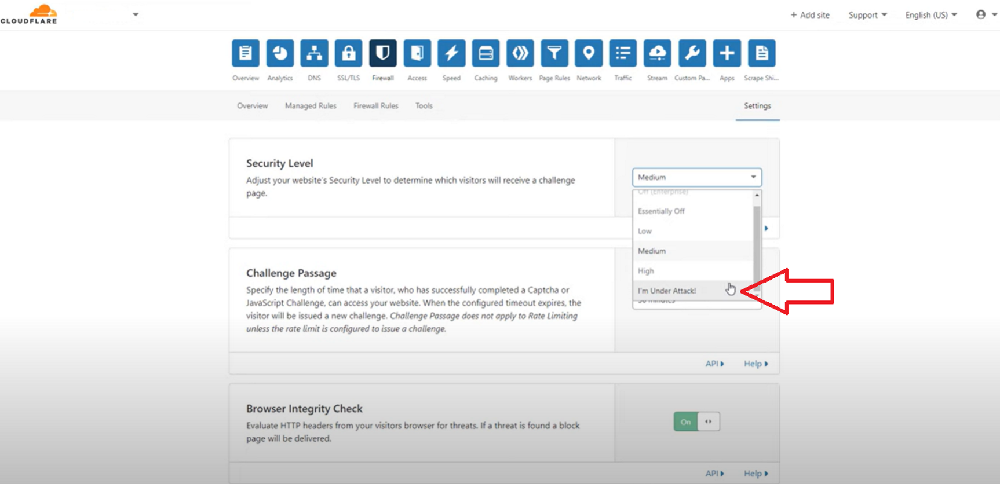 CLOUDFLARE
+ Add site
Support
English (US)
Overview
Analytics
DNS
SSL/TLS
Firewall
Access
Speed
Caching
Workers
Page Rules
Network
Traffic
Stream
Custom Pa...
Apps
Scrape Shi...
Overview
Managed Rules
Firewall Rules
Tools
Settings
Security Level
Adjust your website's Security Level to determine which visitors will receive a challenge
page.
Medium
Off (Enterprise)
Essentially Off
Low
Medium
High
I'm Under Attack!
30 minutes
Challenge Passage
Specify the length of time that a visitor, who has successfully completed a Captcha or
JavaScript Challenge, can access your website. When the configured timeout expires, the
visitor will be issued a new challenge. Challenge Passage does not apply to Rate Limiting
unless the rate limit is configured to issue a challenge.
API
Help
Browser Integrity Check
Evaluate HTTP headers from your visitors browser for threats. If a threat is found a block
page will be delivered.
On
API
Help